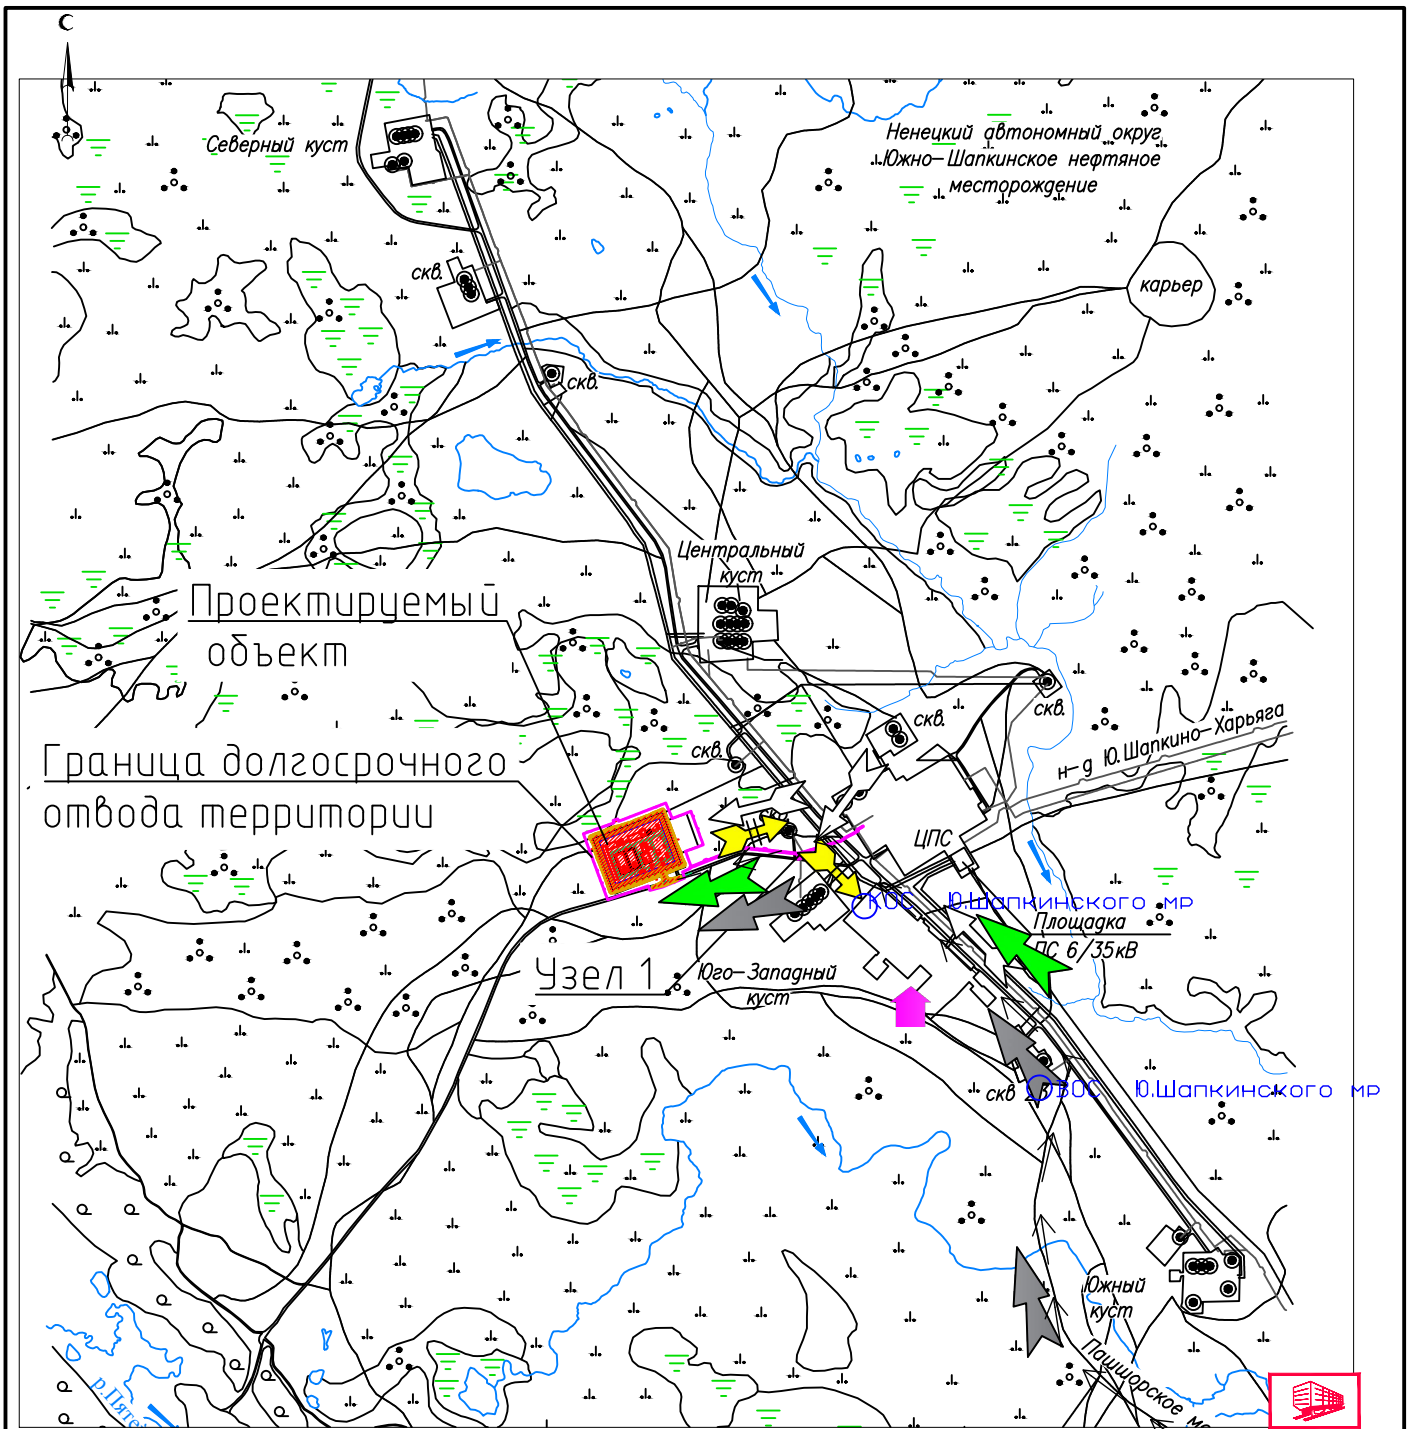 С
Северный куст
Ненецкий автономный округ
Южно-Шапкинское нефтяное
месторождение
скв.
карьер
скв.
Центральный
куст
Проектируемый
объект
скв.
скв.
скв.
н-д Ю.Шапкино-Харьяга
Граница долгосрочного
отвода территории
ЦПС
КОС Ю.Шапкинского мр
Площадка
ПС 6/35кВ
Узел 1
Юго-Западный
куст
скв
ВОС Ю.Шапкинского мр
Южный
куст
Пашшорское
р.Пяте